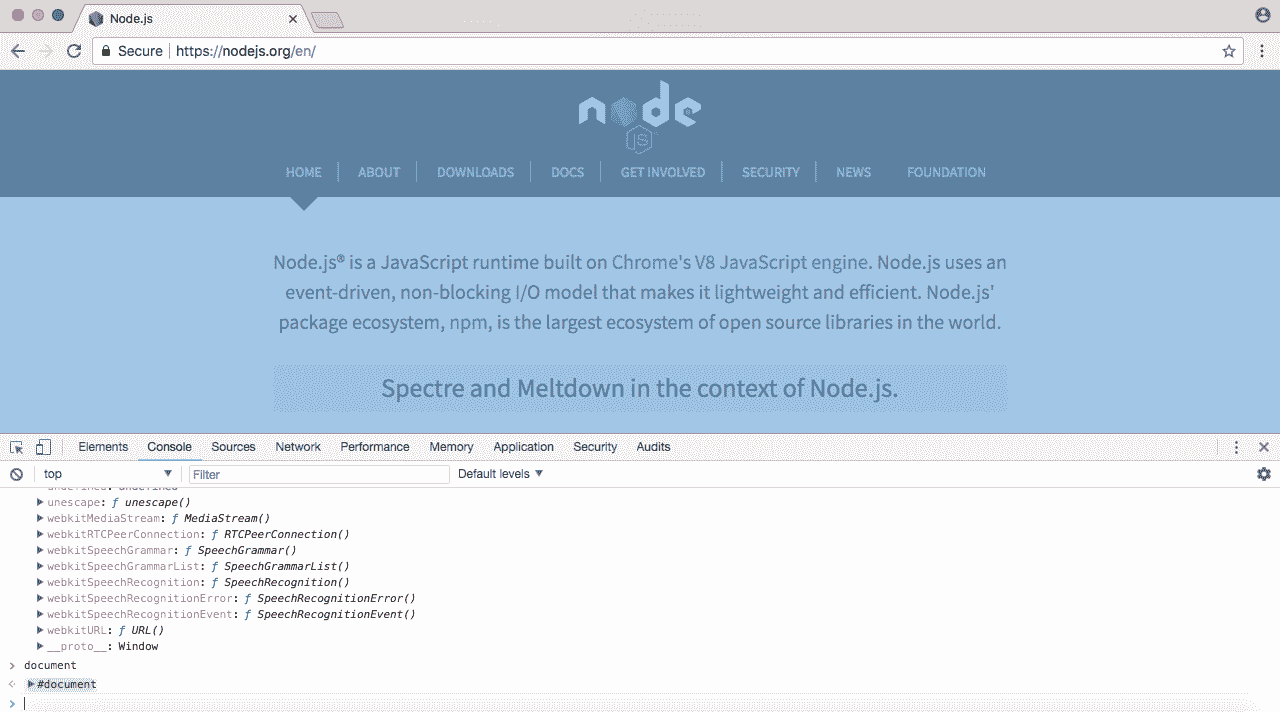 Node.js
Secure https://nodejs.org/en/
node
JS
HOME ABOUT DOWNLOADS DOCS GET INVOLVED SECURITY NEWS FOUNDATION
Node.js® is a JavaScript runtime built on Chrome's V8 JavaScript engine. Node.js uses an
event-driven, non-blocking I/O model that makes it lightweight and efficient. Node.js'
package ecosystem, npm, is the largest ecosystem of open source libraries in the world.
Spectre and Meltdown in the context of Node.js.
Elements Console Sources Network Performance Memory Application Security Audits
top Filter Default levels
undefined: undefined
unescape: ƒ unescape()
webkitMediaStream: ƒ MediaStream()
webkitRTCPeerConnection: ƒ RTCPeerConnection()
webkitSpeechGrammar: ƒ SpeechGrammar()
webkitSpeechGrammarList: ƒ SpeechGrammarList()
webkitSpeechRecognition: ƒ SpeechRecognition()
webkitSpeechRecognitionError: ƒ SpeechRecognitionError()
webkitSpeechRecognitionEvent: ƒ SpeechRecognitionEvent()
webkitURL: ƒ URL()
__proto__: Window
document
#document